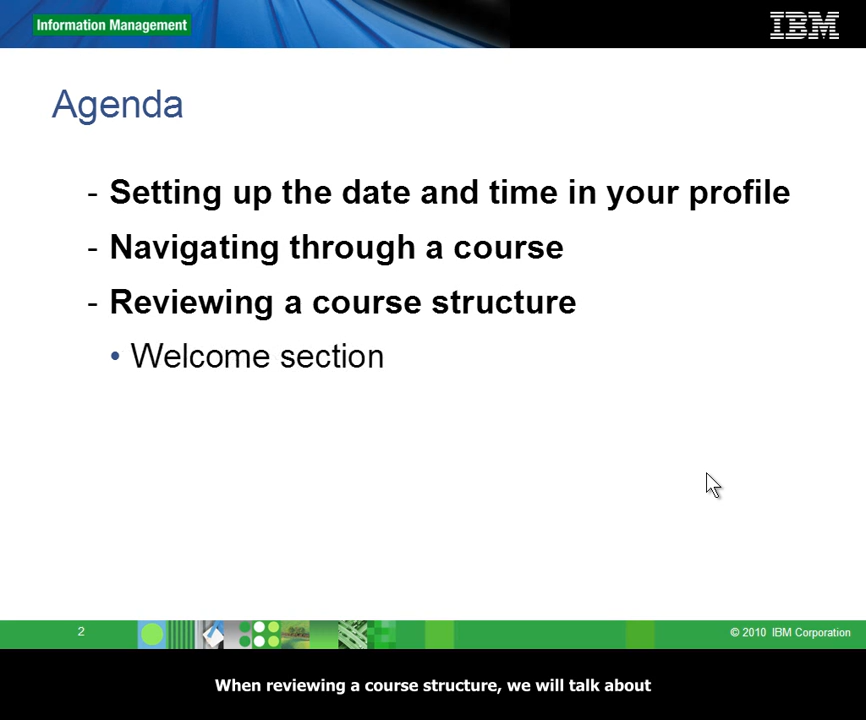 Information Management
IBM
Agenda
- Setting up the date and time in your profile
- Navigating through a course
- Reviewing a course structure
• Welcome section
2
© 2010 IBM Corporation
When reviewing a course structure, we will talk about